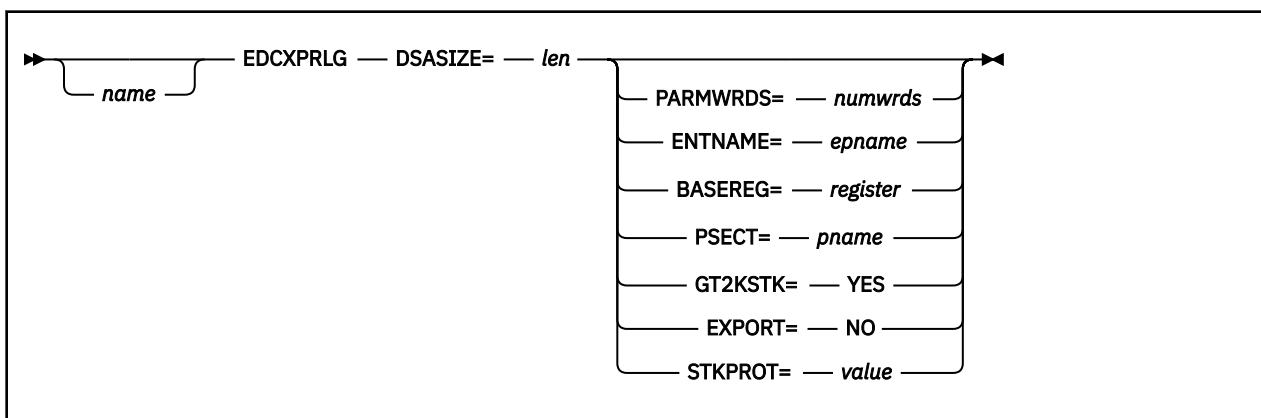 EDCXPRLG DSASIZE= len
name
PARMWRDS= numwrds
ENTNAME= epname
BASEREG= register
PSECT= pname
GT2KSTK= YES
EXPORT= NO
STKPROT= value